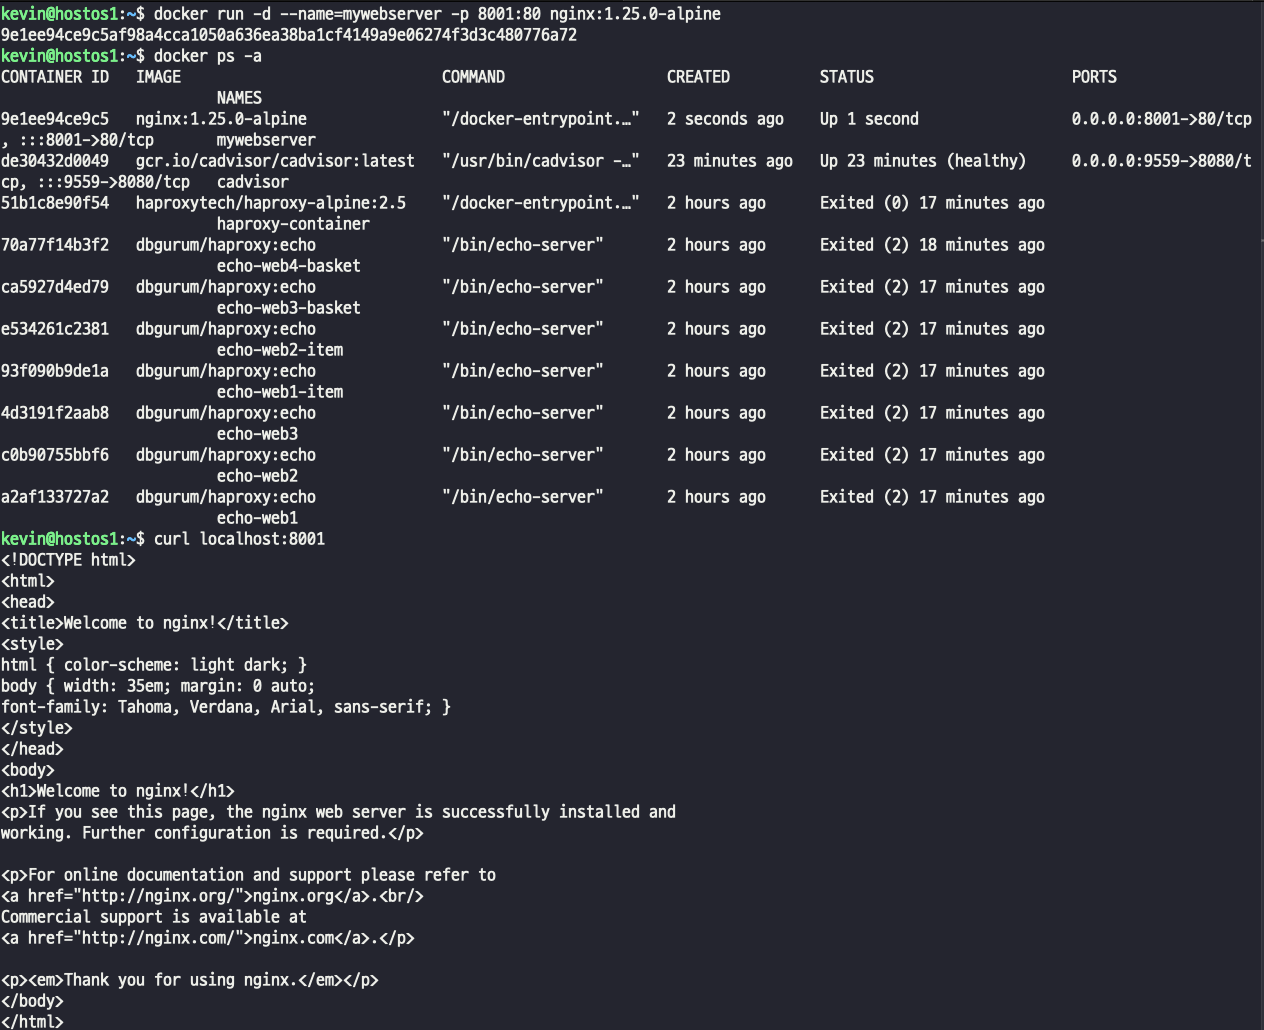 kevin@hostos1:~$ docker run -d --name=mywebserver -p 8001:80 nginx:1.25.0-alpine
9e1ee94ce9c5af98a4cca1050a636ea38ba1cf4149a9e06274f3d3c480776a72
kevin@hostos1:~$ docker ps -a
CONTAINER ID   IMAGE                             COMMAND                  CREATED          STATUS                      PORTS
                        NAMES
9e1ee94ce9c5   nginx:1.25.0-alpine               "/docker-entrypoint.…"   2 seconds ago    Up 1 second                 0.0.0.0:8001->80/tcp
, :::8001->80/tcp       mywebserver
de30432d0049   gcr.io/cadvisor/cadvisor:latest   "/usr/bin/cadvisor -…"   23 minutes ago   Up 23 minutes (healthy)     0.0.0.0:9559->8080/t
cp, :::9559->8080/tcp   cadvisor
51b1c8e90f54   haproxytech/haproxy-alpine:2.5    "/docker-entrypoint.…"   2 hours ago      Exited (0) 17 minutes ago
                        haproxy-container
70a77f14b3f2   dbgurum/haproxy:echo              "/bin/echo-server"       2 hours ago      Exited (2) 18 minutes ago
                        echo-web4-basket
ca5927d4ed79   dbgurum/haproxy:echo              "/bin/echo-server"       2 hours ago      Exited (2) 17 minutes ago
                        echo-web3-basket
e534261c2381   dbgurum/haproxy:echo              "/bin/echo-server"       2 hours ago      Exited (2) 17 minutes ago
                        echo-web2-item
93f090b9de1a   dbgurum/haproxy:echo              "/bin/echo-server"       2 hours ago      Exited (2) 17 minutes ago
                        echo-web1-item
4d3191f2aab8   dbgurum/haproxy:echo              "/bin/echo-server"       2 hours ago      Exited (2) 17 minutes ago
                        echo-web3
c0b90755bbf6   dbgurum/haproxy:echo              "/bin/echo-server"       2 hours ago      Exited (2) 17 minutes ago
                        echo-web2
a2af133727a2   dbgurum/haproxy:echo              "/bin/echo-server"       2 hours ago      Exited (2) 17 minutes ago
                        echo-web1
kevin@hostos1:~$ curl localhost:8001
<!DOCTYPE html>
<html>
<head>
<title>Welcome to nginx!</title>
<style>
html { color-scheme: light dark; }
body { width: 35em; margin: 0 auto;
font-family: Tahoma, Verdana, Arial, sans-serif; }
</style>
</head>
<body>
<h1>Welcome to nginx!</h1>
<p>If you see this page, the nginx web server is successfully installed and
working. Further configuration is required.</p>

<p>For online documentation and support please refer to
<a href="http://nginx.org/">nginx.org</a>.<br/>
Commercial support is available at
<a href="http://nginx.com/">nginx.com</a>.</p>

<p><em>Thank you for using nginx.</em></p>
</body>
</html>